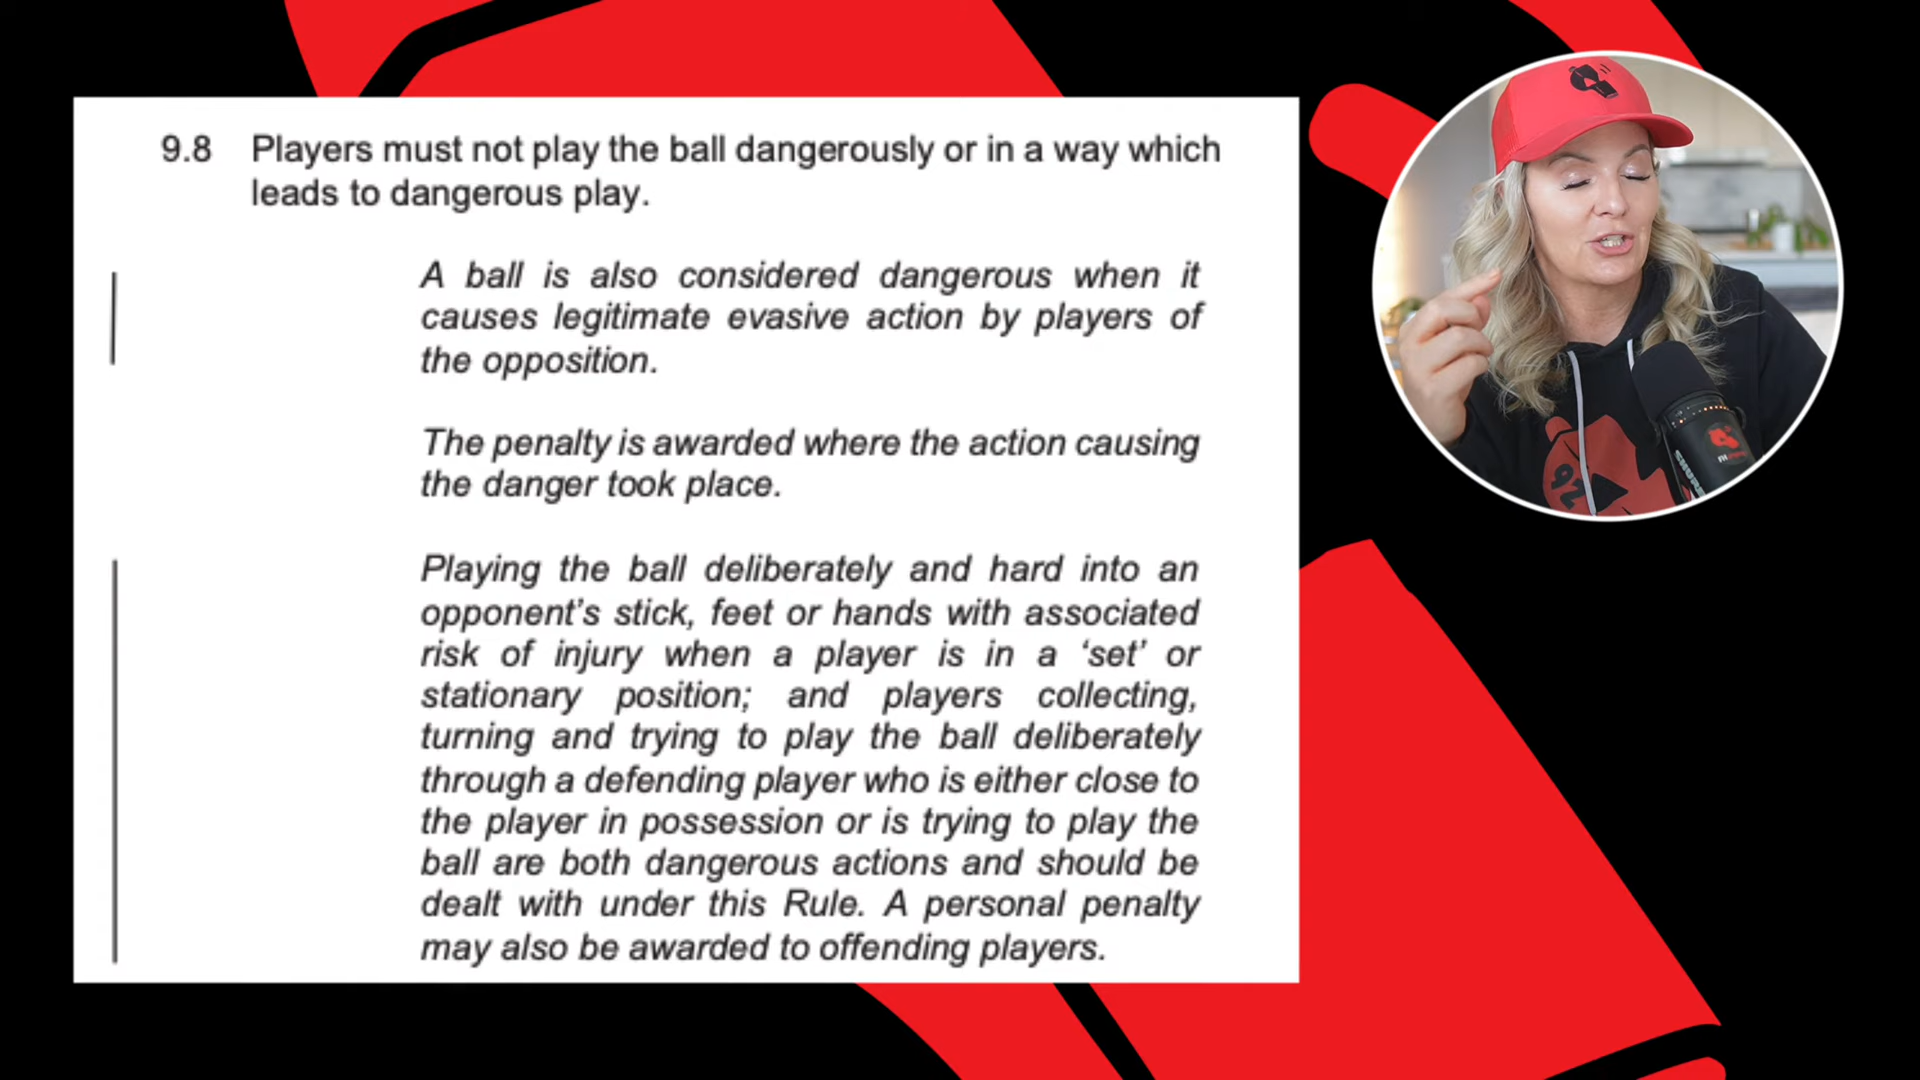 9.8 Players must not play the ball dangerously or in a way which
leads to dangerous play.
A ball is also considered dangerous when it
causes legitimate evasive action by players of
the opposition.
The penalty is awarded where the action causing
the danger took place.
Playing the ball deliberately and hard into an
opponent's stick, feet or hands with associated
risk of injury when a player is in a ‘set’ or
stationary position; and players collecting,
turning and trying to play the ball deliberately
through a defending player who is either close to
the player in possession or is trying to play the
ball are both dangerous actions and should be
dealt with under this Rule. A personal penalty
may also be awarded to offending players.
SHURE